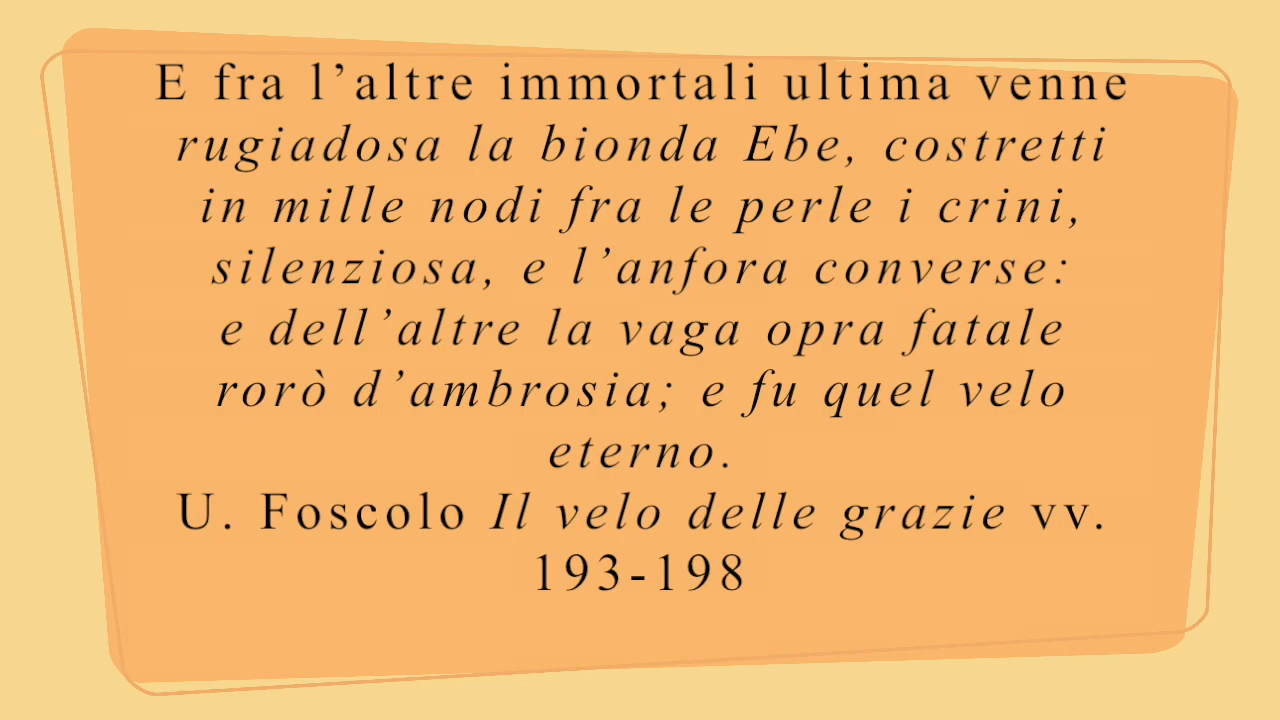 E fra l’altre immortali ultima venne
rugiadosa la bionda Ebe, costretti
in mille nodi fra le perle i crini,
silenziosa, e l’anfora converse:
e dell’altre la vaga opra fatale
rorò d’ambrosia; e fu quel velo
eterno.
U. Foscolo Il velo delle grazie vv.
193-198